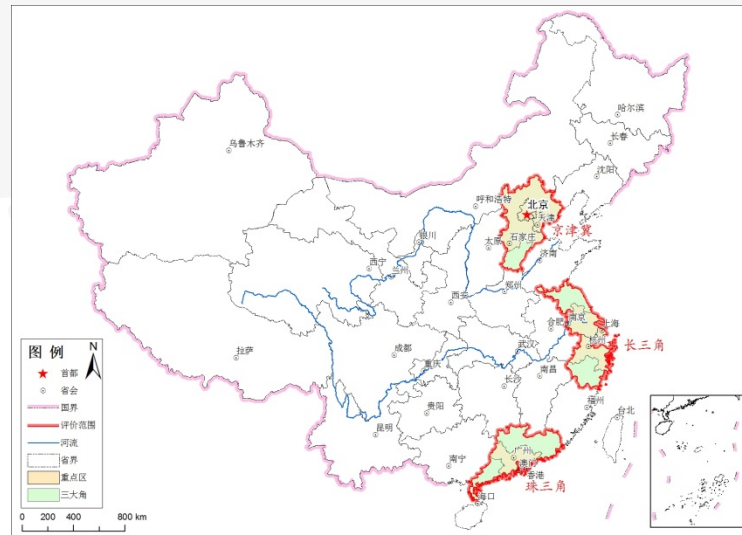 哈尔滨
长春
乌鲁木齐
沈阳
呼和浩特
北京
天津
银川
太原
石家庄
京津冀
济南
西宁
兰州
西安
郑州
南京
合肥
上海
杭州
长三角
拉萨
成都
武汉
重庆
南昌
长沙
贵阳
福州
台北
昆明
广州
南宁
澳门
香港
珠三角
海口
图 例
N
首都
省会
国界
评价范围
河流
省界
重点区
三大角
0 200 400 800 km